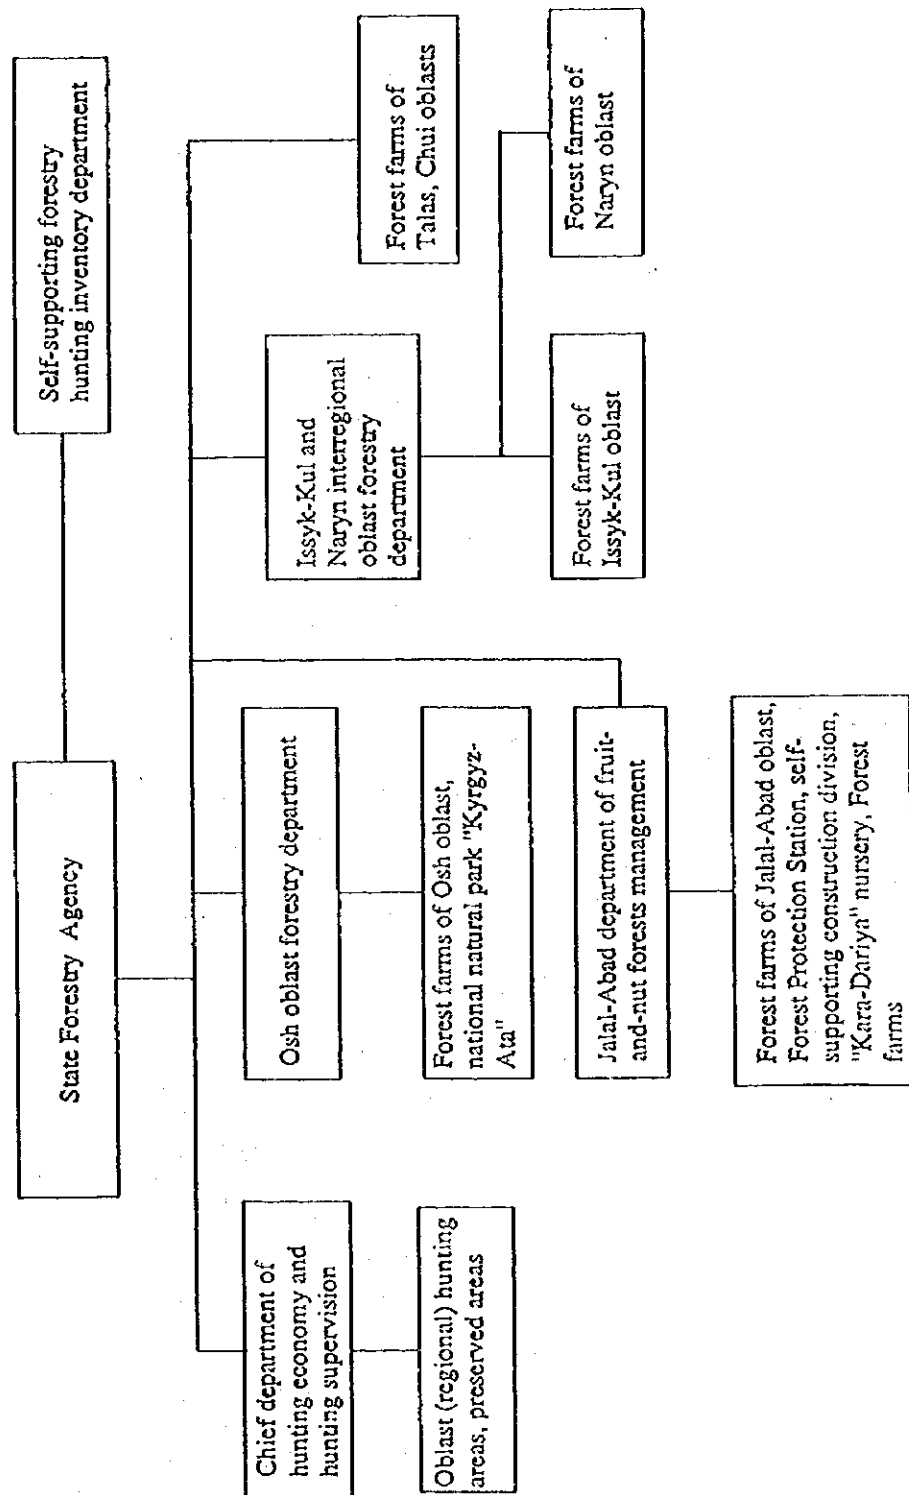 State Forestry Agency
Self-supporting forestry
hunting inventory department
Chief department of
hunting economy and
hunting supervision
Oblast (regional) hunting
areas, preserved areas
Osh oblast forestry department
Forest farms of Osh oblast,
national natural park "Kyrgyz-
Ata"
Jalal-Abad department of fruit-
and-nut forests management
Forest farms of Jalal-Abad oblast,
Forest Protection Station, self-
supporting construction division,
"Kara-Dariya" nursery, Forest
farms
Issyk-Kul and
Naryn interregional
oblast forestry
department
Forest farms of
Issyk-Kul oblast
Forest farms of
Naryn oblast
Forest farms of
Talas, Chui oblasts